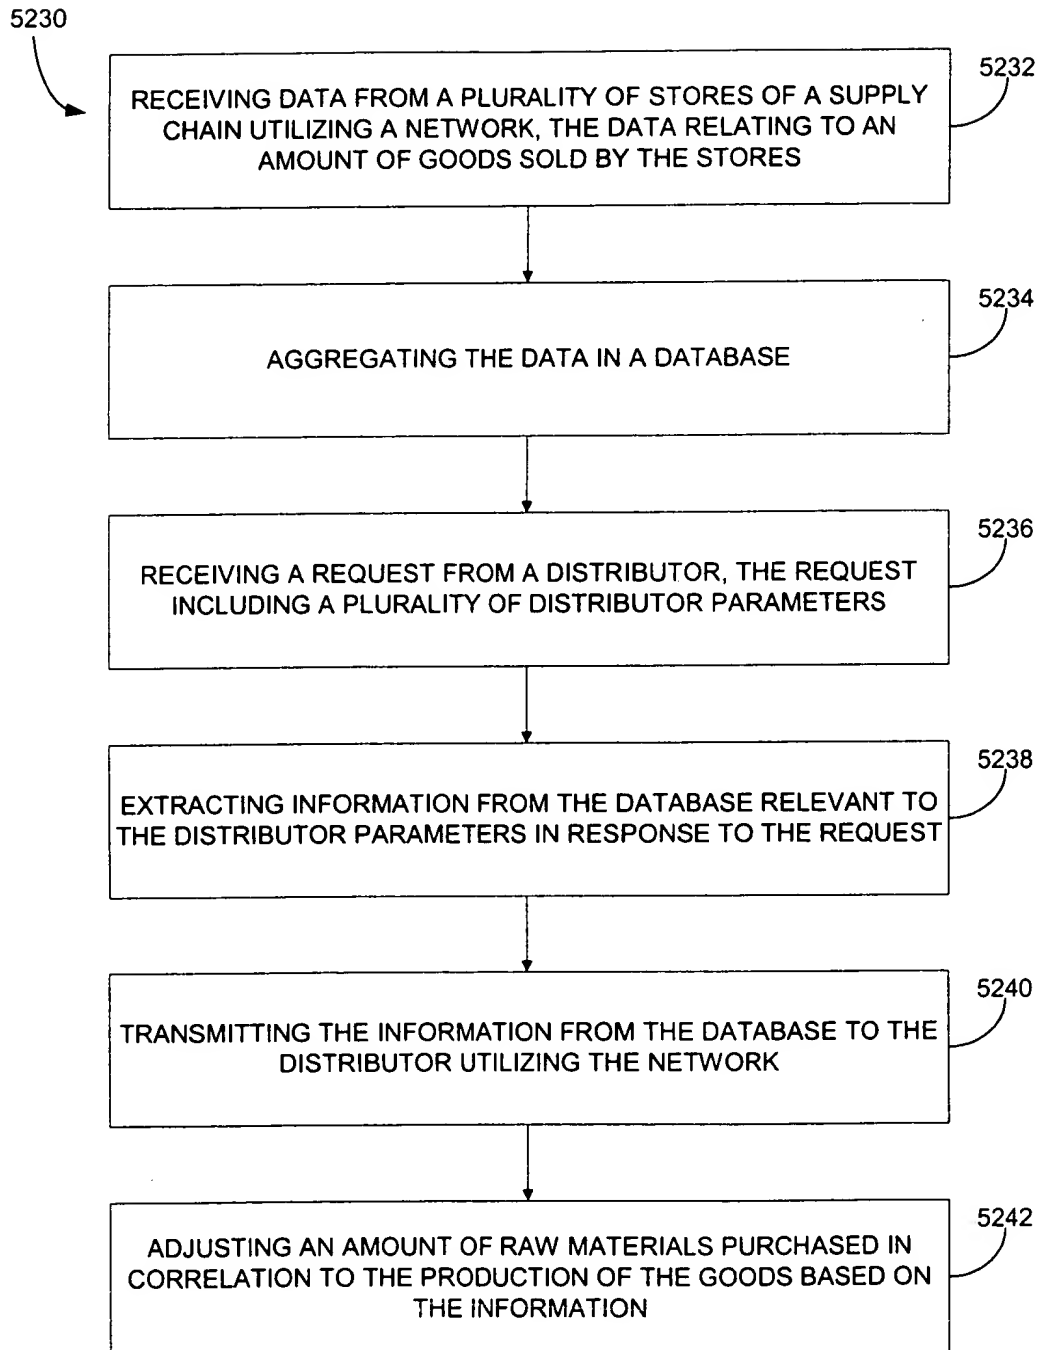 5230
5232
RECEIVING DATA FROM A PLURALITY OF STORES OF A SUPPLY
CHAIN UTILIZING A NETWORK, THE DATA RELATING TO AN
AMOUNT OF GOODS SOLD BY THE STORES
5234
AGGREGATING THE DATA IN A DATABASE
5236
RECEIVING A REQUEST FROM A DISTRIBUTOR, THE REQUEST
INCLUDING A PLURALITY OF DISTRIBUTOR PARAMETERS
5238
EXTRACTING INFORMATION FROM THE DATABASE RELEVANT TO
THE DISTRIBUTOR PARAMETERS IN RESPONSE TO THE REQUEST
5240
TRANSMITTING THE INFORMATION FROM THE DATABASE TO THE
DISTRIBUTOR UTILIZING THE NETWORK
5242
ADJUSTING AN AMOUNT OF RAW MATERIALS PURCHASED IN
CORRELATION TO THE PRODUCTION OF THE GOODS BASED ON
THE INFORMATION